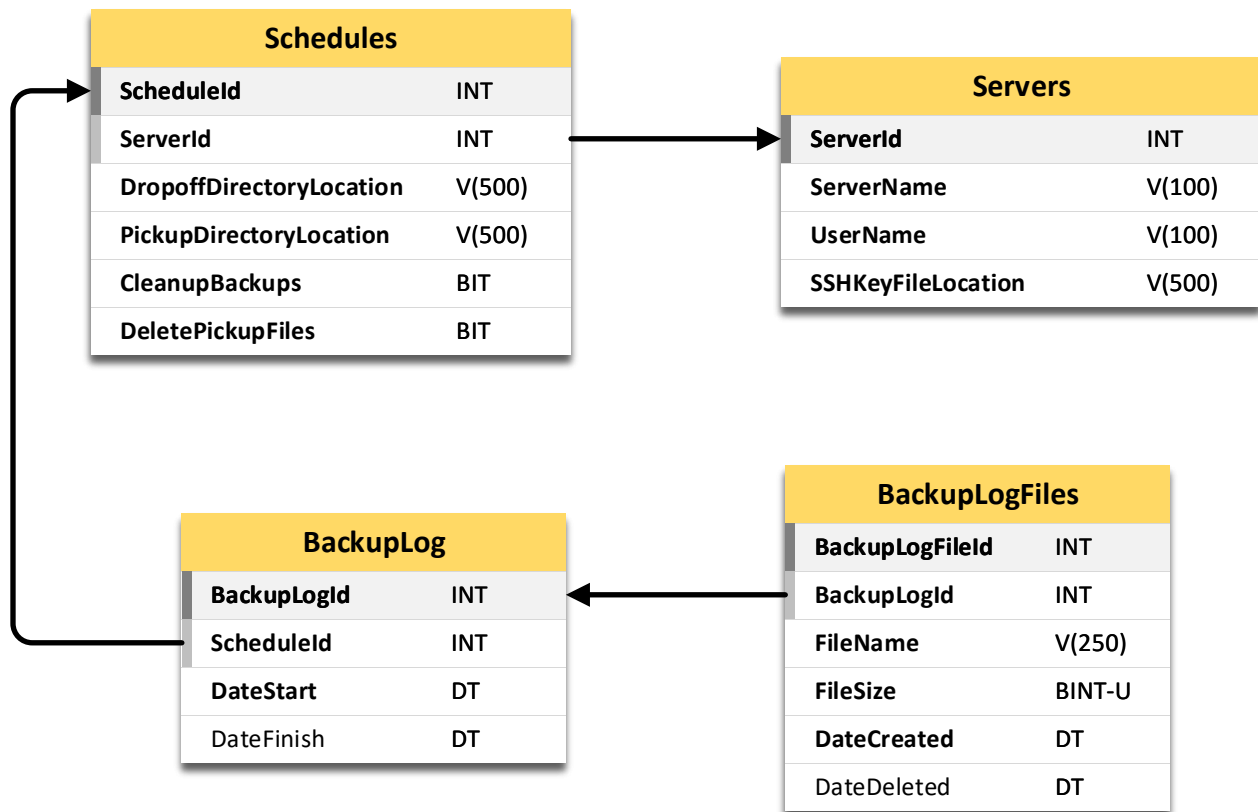 Schedules
ScheduleId INT
ServerId INT
DropoffDirectoryLocation V(500)
PickupDirectoryLocation V(500)
CleanupBackups BIT
DeletePickupFiles BIT
Servers
ServerId INT
ServerName V(100)
UserName V(100)
SSHKeyFileLocation V(500)
BackupLog
BackupLogId INT
ScheduleId INT
DateStart DT
DateFinish DT
BackupLogFiles
BackupLogFileId INT
BackupLogId INT
FileName V(250)
FileSize BINT-U
DateCreated DT
DateDeleted DT